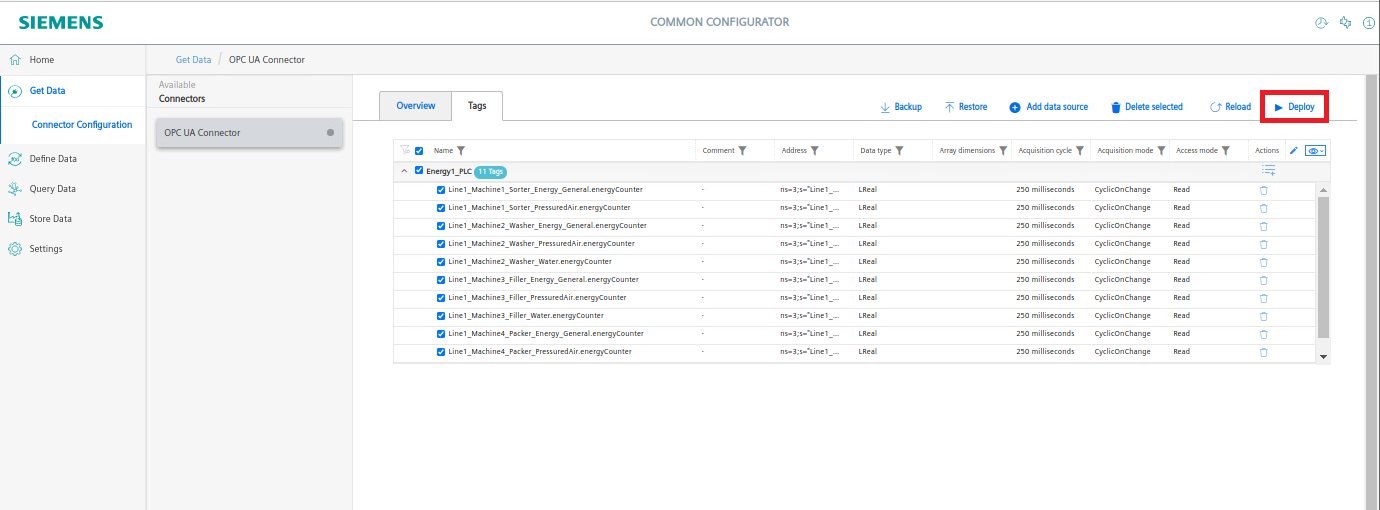 SIEMENS
COMMON CONFIGURATOR
Home
Get Data
Connector Configuration
Define Data
Query Data
Store Data
Settings
Get Data / OPC UA Connector
Available
Connectors
OPC UA Connector
Overview Tags
Backup Restore Add data source Delete selected Reload Deploy
Name Comment Address Data type Array dimensions Acquisition cycle Acquisition mode Access mode Actions
Energy1_PLC 11 Tags
Line1_Machine1_Sorter_Energy_General.energyCounter - ns=3;s="Line1_... LReal 250 milliseconds CyclicOnChange Read
Line1_Machine1_Sorter_PressuredAir.energyCounter - ns=3;s="Line1_... LReal 250 milliseconds CyclicOnChange Read
Line1_Machine2_Washer_Energy_General.energyCounter - ns=3;s="Line1_... LReal 250 milliseconds CyclicOnChange Read
Line1_Machine2_Washer_PressuredAir.energyCounter - ns=3;s="Line1_... LReal 250 milliseconds CyclicOnChange Read
Line1_Machine2_Washer_Water.energyCounter - ns=3;s="Line1_... LReal 250 milliseconds CyclicOnChange Read
Line1_Machine3_Filler_Energy_General.energyCounter - ns=3;s="Line1_... LReal 250 milliseconds CyclicOnChange Read
Line1_Machine3_Filler_PressuredAir.energyCounter - ns=3;s="Line1_... LReal 250 milliseconds CyclicOnChange Read
Line1_Machine3_Filler_Water.energyCounter - ns=3;s="Line1_... LReal 250 milliseconds CyclicOnChange Read
Line1_Machine4_Packer_Energy_General.energyCounter - ns=3;s="Line1_... LReal 250 milliseconds CyclicOnChange Read
Line1_Machine4_Packer_PressuredAir.energyCounter - ns=3;s="Line1_... LReal 250 milliseconds CyclicOnChange Read